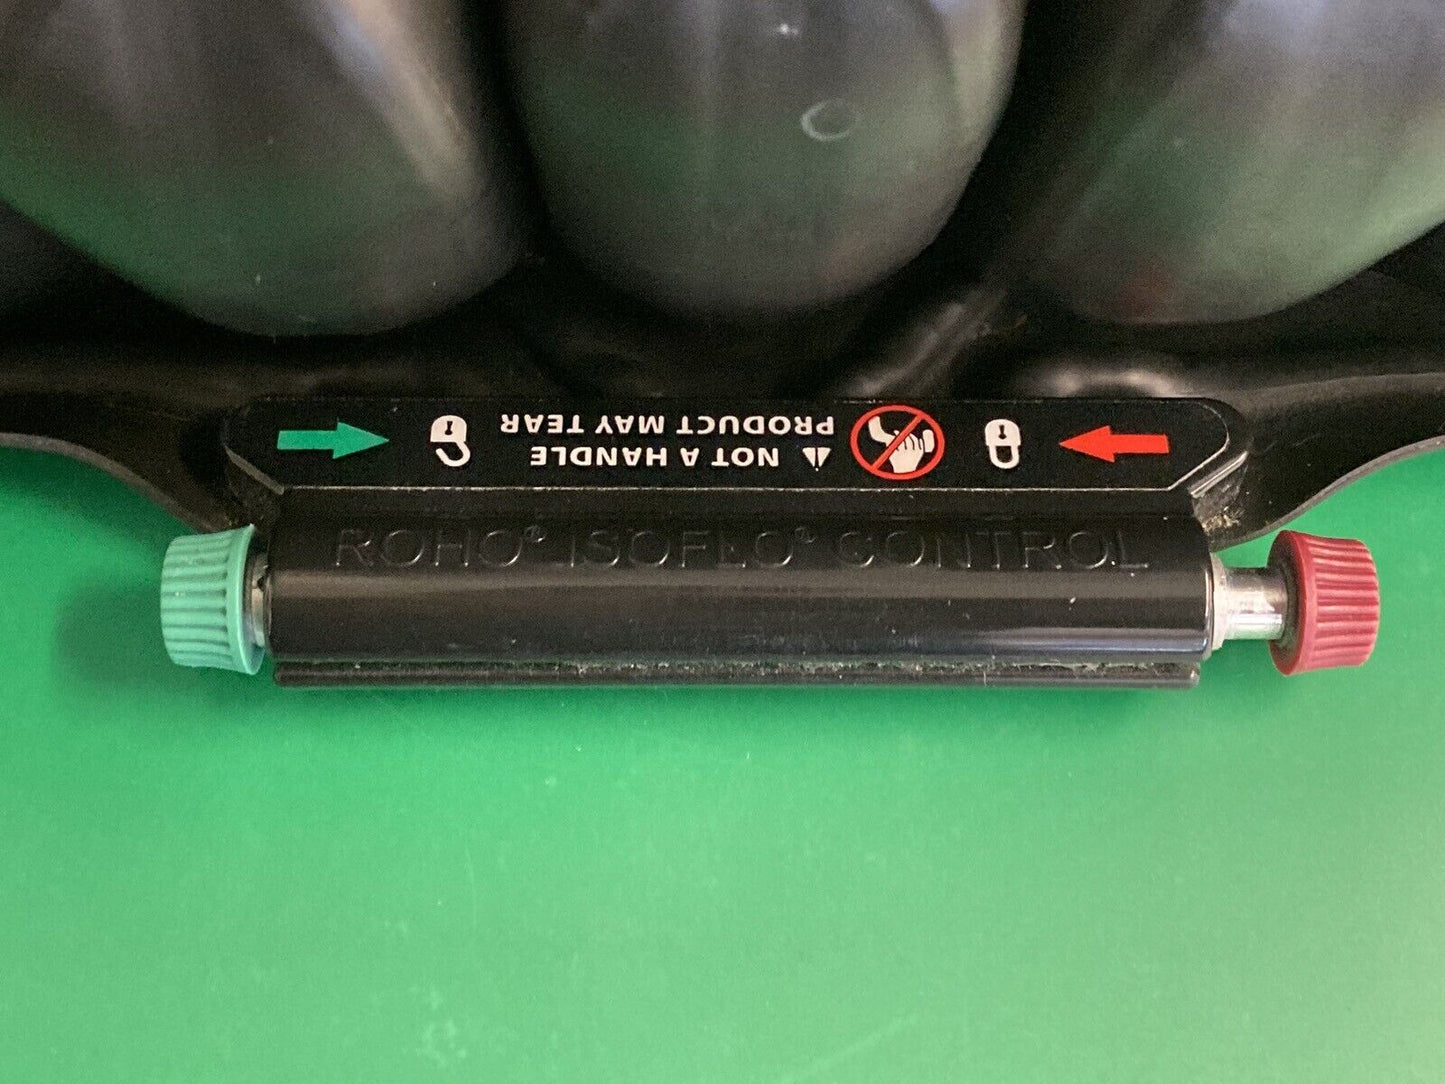 ⚠ NOT A HANDLE
PRODUCT MAY TEAR
ROHO® ISOFLO® CONTROL